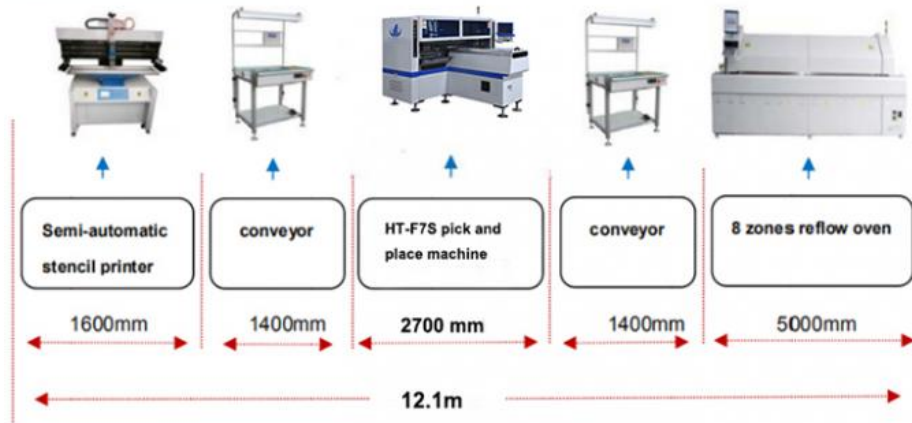 Semi-automatic
stencil printer
conveyor
HT-F7S pick and
place machine
conveyor
8 zones reflow oven
1600mm
1400mm
2700 mm
1400mm
5000mm
12.1m